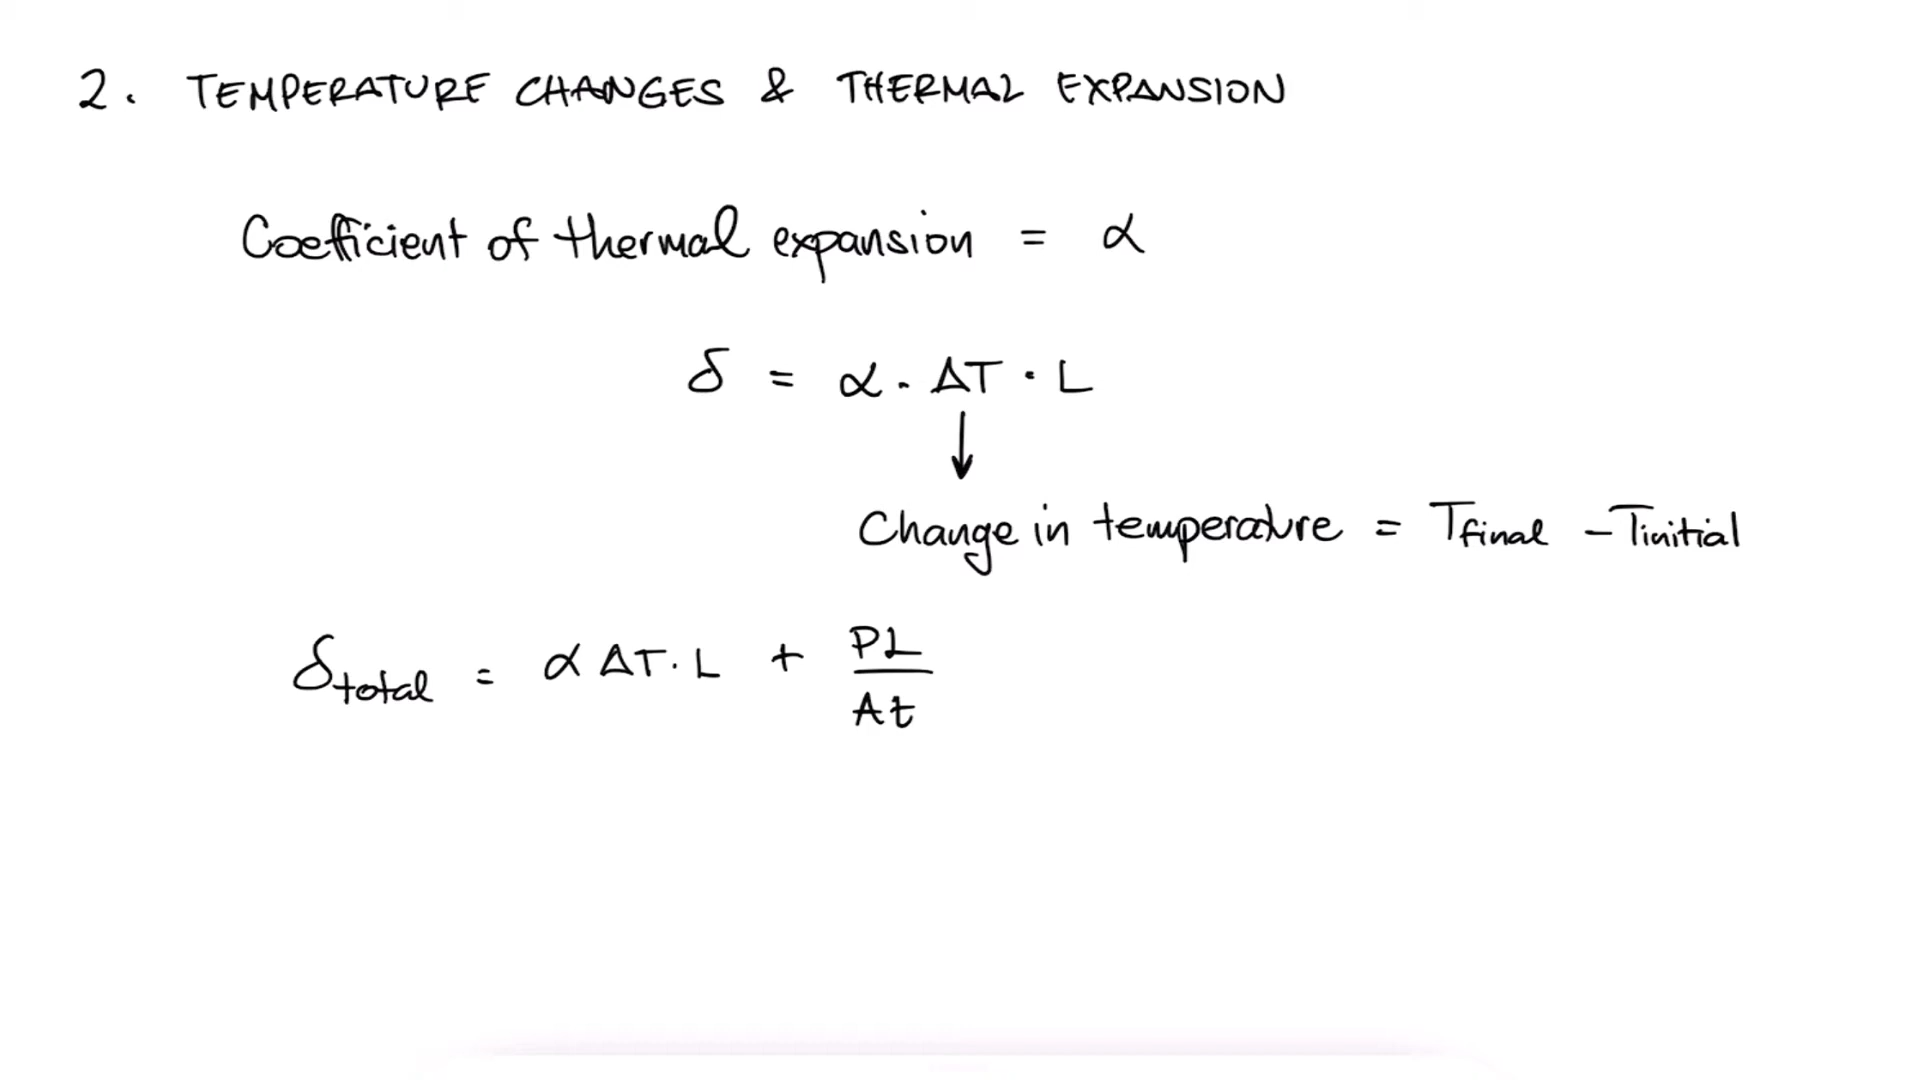 2. TEMPERATURE CHANGES & THERMAL EXPANSION
Coefficient of thermal expansion = α
δ = α · ΔT · L
↓
Change in temperature = Tfinal - Tinitial
δtotal = α ΔT · L + PL
At